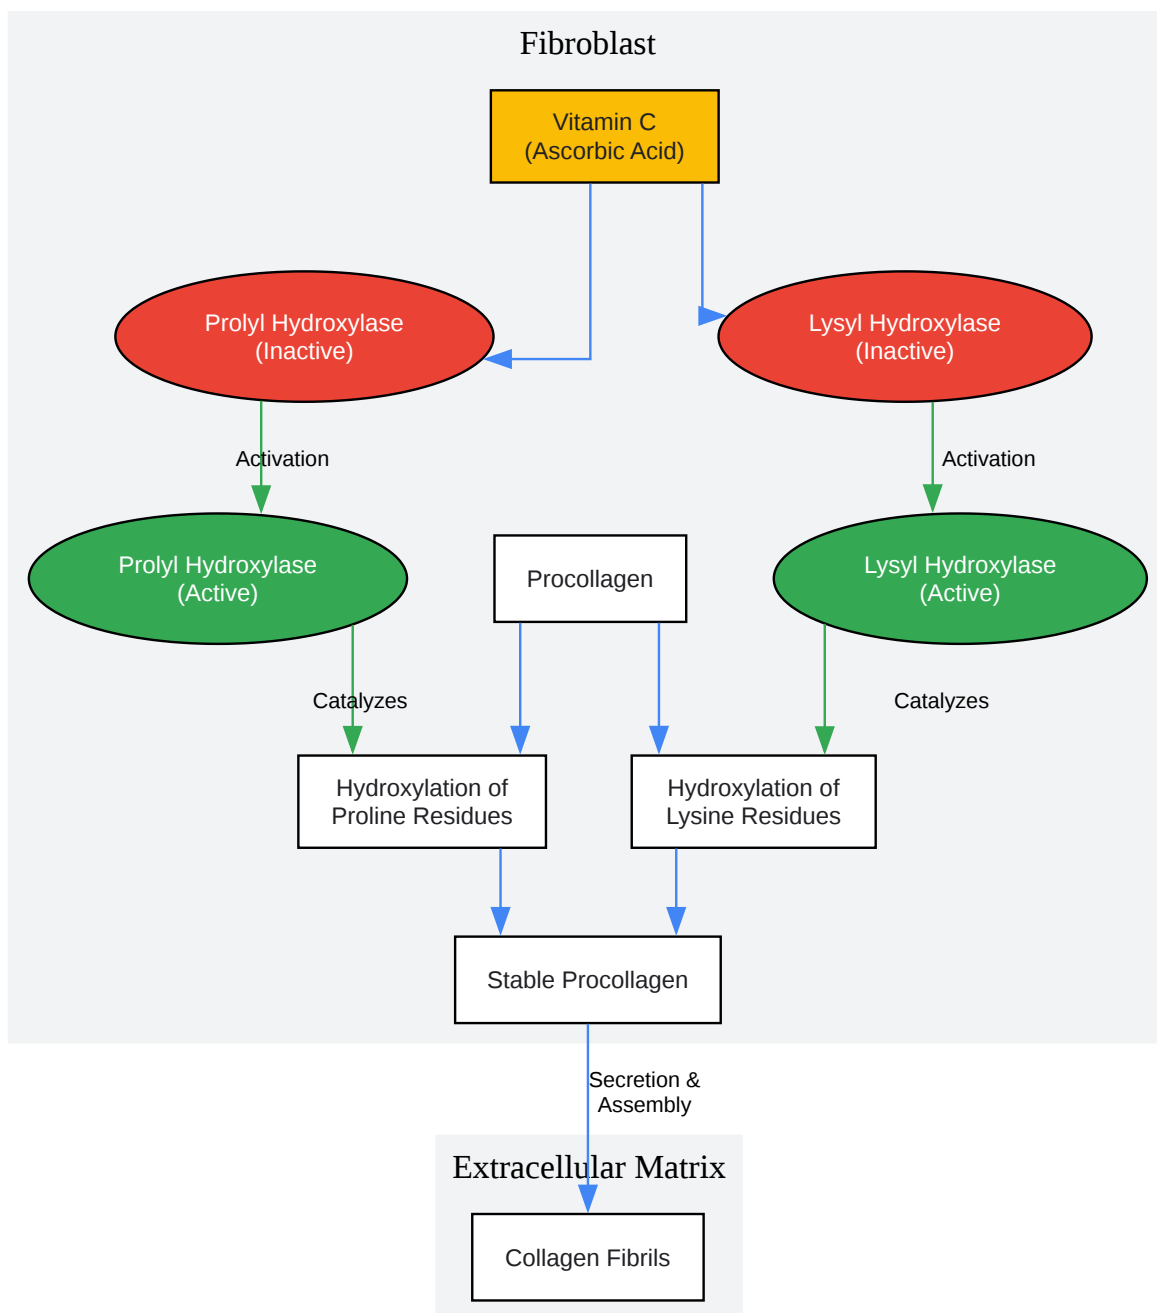 Fibroblast
Vitamin C
(Ascorbic Acid)
Prolyl Hydroxylase
(Inactive)
Lysyl Hydroxylase
(Inactive)
Activation
Activation
Prolyl Hydroxylase
(Active)
Procollagen
Lysyl Hydroxylase
(Active)
Catalyzes
Catalyzes
Hydroxylation of
Proline Residues
Hydroxylation of
Lysine Residues
Stable Procollagen
Secretion &
Assembly
Extracellular Matrix
Collagen Fibrils